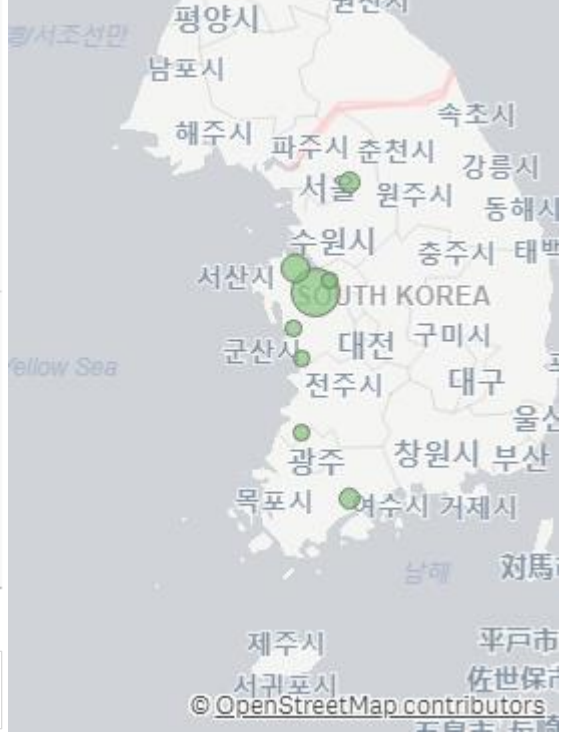 평양시
남포시
속초시
해주시
파주시 춘천시
강릉시
서울
원주시
동해시
수원시
충주시
서산시
SOUTH KOREA
구미시
대전
군산시
Yellow Sea
대구
전주시
창원시 부산
광주
목포시
여수시 거제시
남해
제주시
平戸市
서귀포시
© OpenStreetMap contributors